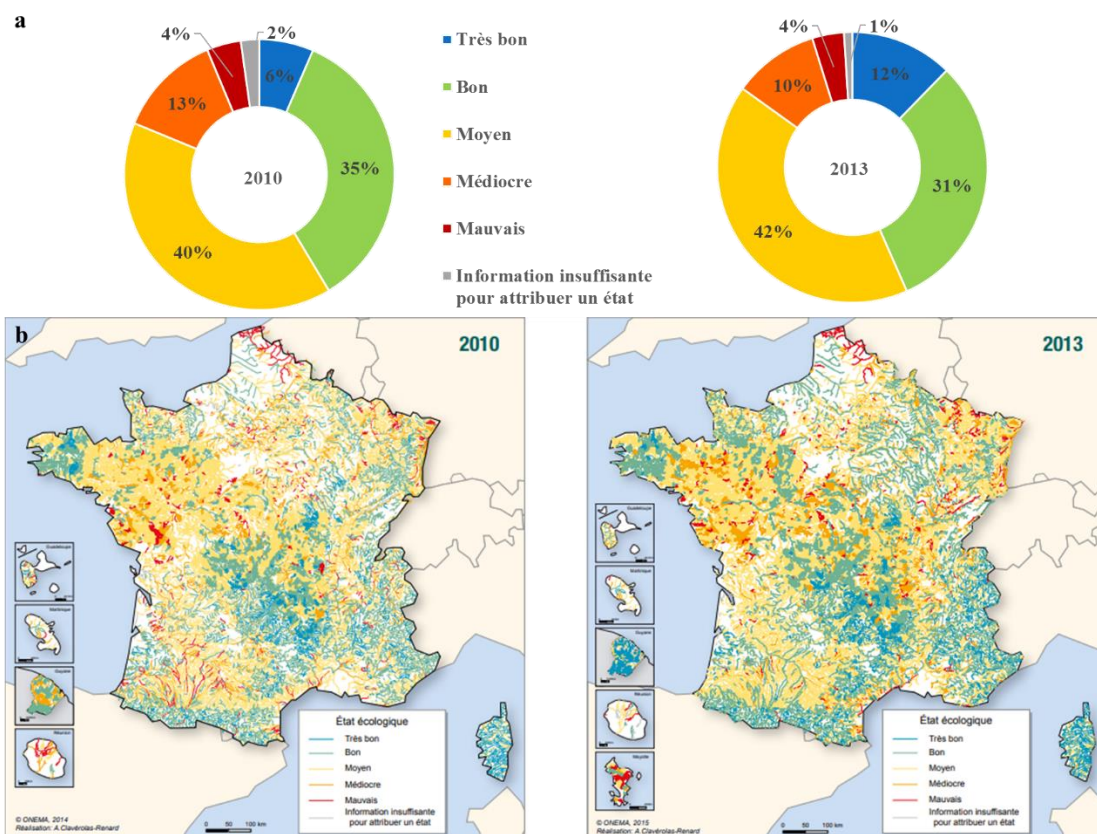 a
4%
2%
6%
13%
35%
2010
40%
Très bon
Bon
Moyen
Médiocre
Mauvais
Information insuffisante
pour attribuer un état
4%
1%
12%
10%
31%
2013
42%
b
2010
Guadeloupe
Martinique
Guyane
Réunion
État écologique
Très bon
Bon
Moyen
Médiocre
Mauvais
Information insuffisante
pour attribuer un état
© ONEMA, 2014
Réalisation: A.Clavérolas-Renard
0 50 100 km
2013
Guadeloupe
Martinique
Guyane
Réunion
Mayotte
État écologique
Très bon
Bon
Moyen
Médiocre
Mauvais
Information insuffisante
pour attribuer un état
© ONEMA, 2015
Réalisation: A.Clavérolas-Renard
0 50 100 km